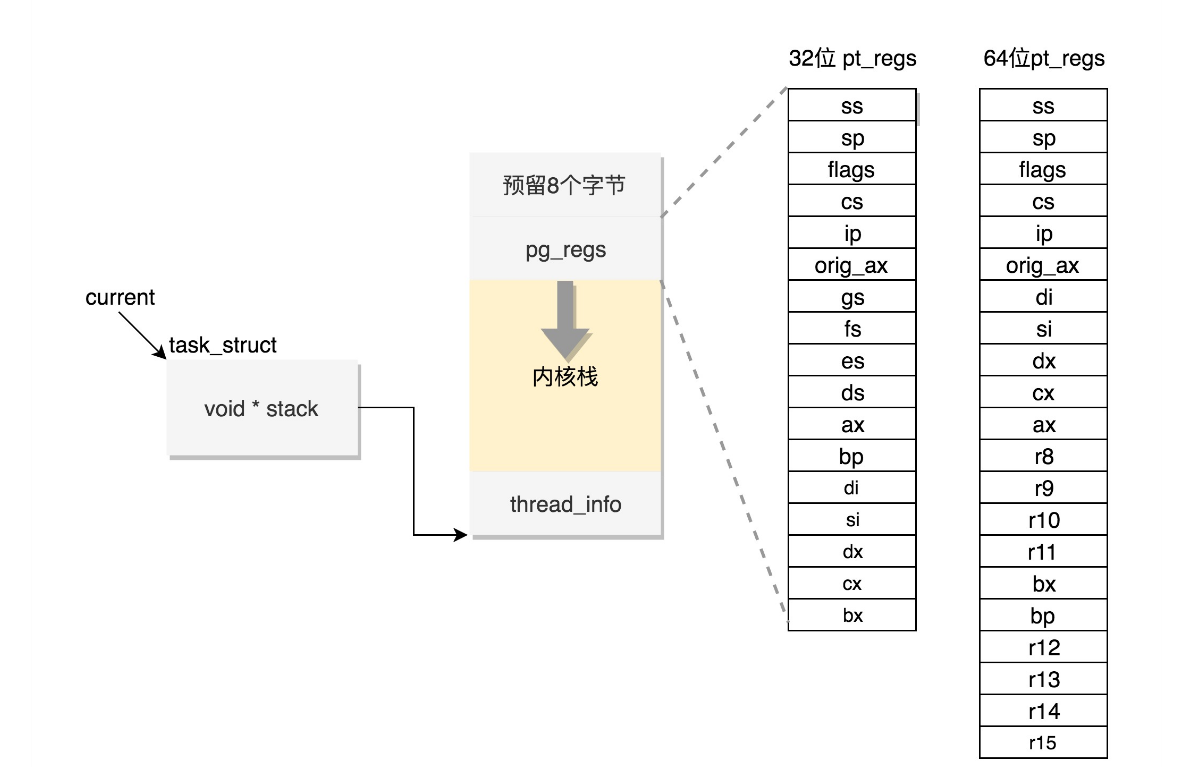 current
task_struct
void * stack
预留8个字节
pg_regs
内核栈
thread_info
32位 pt_regs
ss
sp
flags
cs
ip
orig_ax
gs
fs
es
ds
ax
bp
di
si
dx
cx
bx
64位pt_regs
ss
sp
flags
cs
ip
orig_ax
di
si
dx
cx
ax
r8
r9
r10
r11
bx
bp
r12
r13
r14
r15